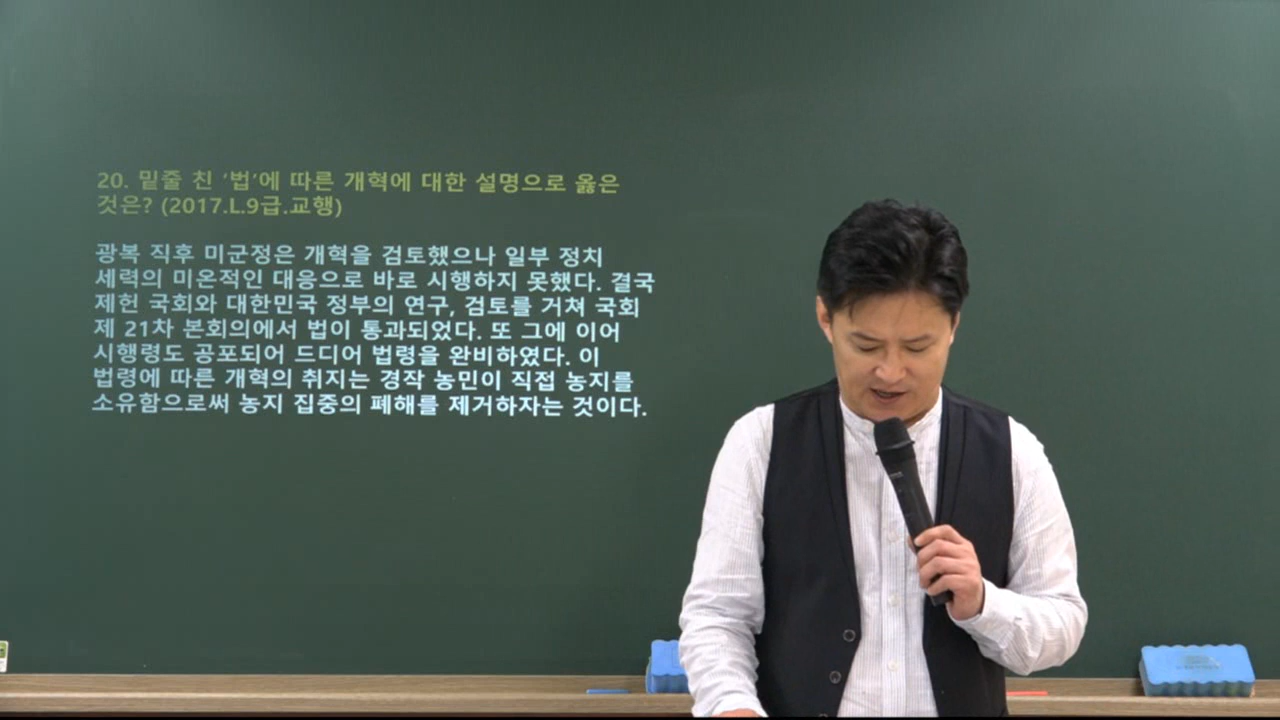 20. 밑줄 친 ‘법’에 따른 개혁에 대한 설명으로 옳은
것은? (2017.L.9급.교행)
광복 직후 미군정은 개혁을 검토했으나 일부 정치
세력의 미온적인 대응으로 바로 시행하지 못했다. 결국
제헌 국회와 대한민국 정부의 연구, 검토를 거쳐 국회
제 21차 본회의에서 법이 통과되었다. 또 그에 이어
시행령도 공포되어 드디어 법령을 완비하였다. 이
법령에 따른 개혁의 취지는 경작 농민이 직접 농지를
소유함으로써 농지 집중의 폐해를 제거하자는 것이다.